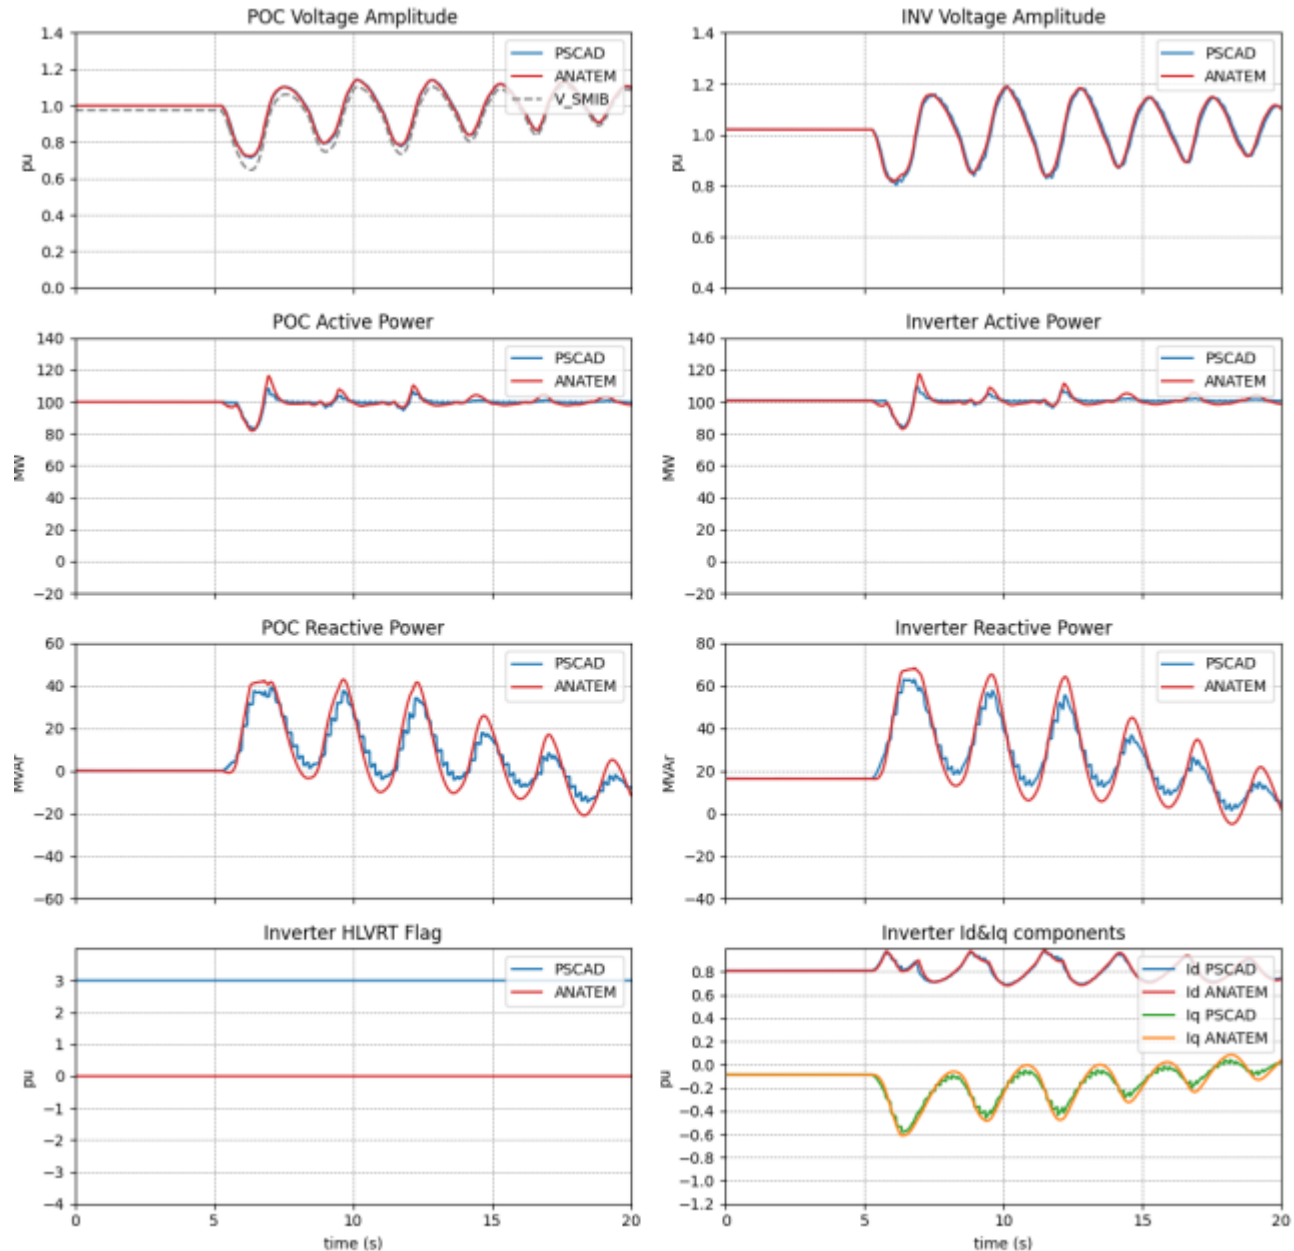 POC Voltage Amplitude
1.4
1.2
1.0
0.8
0.6
0.4
0.2
0.0
pu
PSCAD
ANATEM
V_SMIB
INV Voltage Amplitude
1.4
1.2
1.0
0.8
0.6
0.4
pu
PSCAD
ANATEM
POC Active Power
140
120
100
80
60
40
20
0
−20
MW
PSCAD
ANATEM
Inverter Active Power
140
120
100
80
60
40
20
0
−20
MW
PSCAD
ANATEM
POC Reactive Power
60
40
20
0
−20
−40
−60
MVAr
PSCAD
ANATEM
Inverter Reactive Power
80
60
40
20
0
−20
−40
MVAr
PSCAD
ANATEM
Inverter HLVRT Flag
3
2
1
0
−1
−2
−3
−4
pu
PSCAD
ANATEM
0 5 10 15 20
time (s)
Inverter Id&Iq components
0.8
0.6
0.4
0.2
0.0
−0.2
−0.4
−0.6
−0.8
−1.0
−1.2
pu
Id PSCAD
Id ANATEM
Iq PSCAD
Iq ANATEM
0 5 10 15 20
time (s)